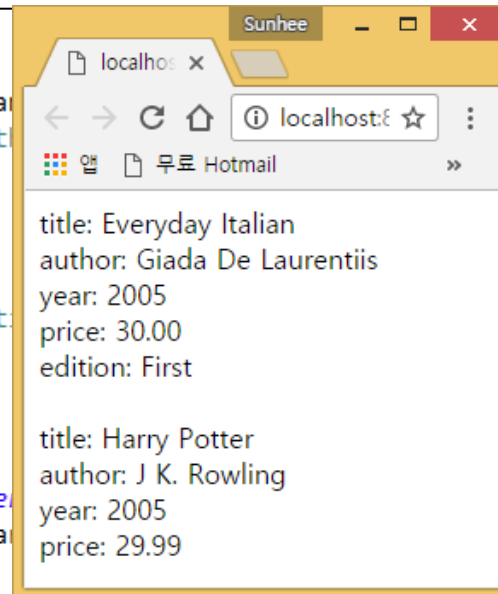 Sunhee
localhos
localhost:8
앱 무료 Hotmail
title: Everyday Italian
author: Giada De Laurentiis
year: 2005
price: 30.00
edition: First
title: Harry Potter
author: J K. Rowling
year: 2005
price: 29.99